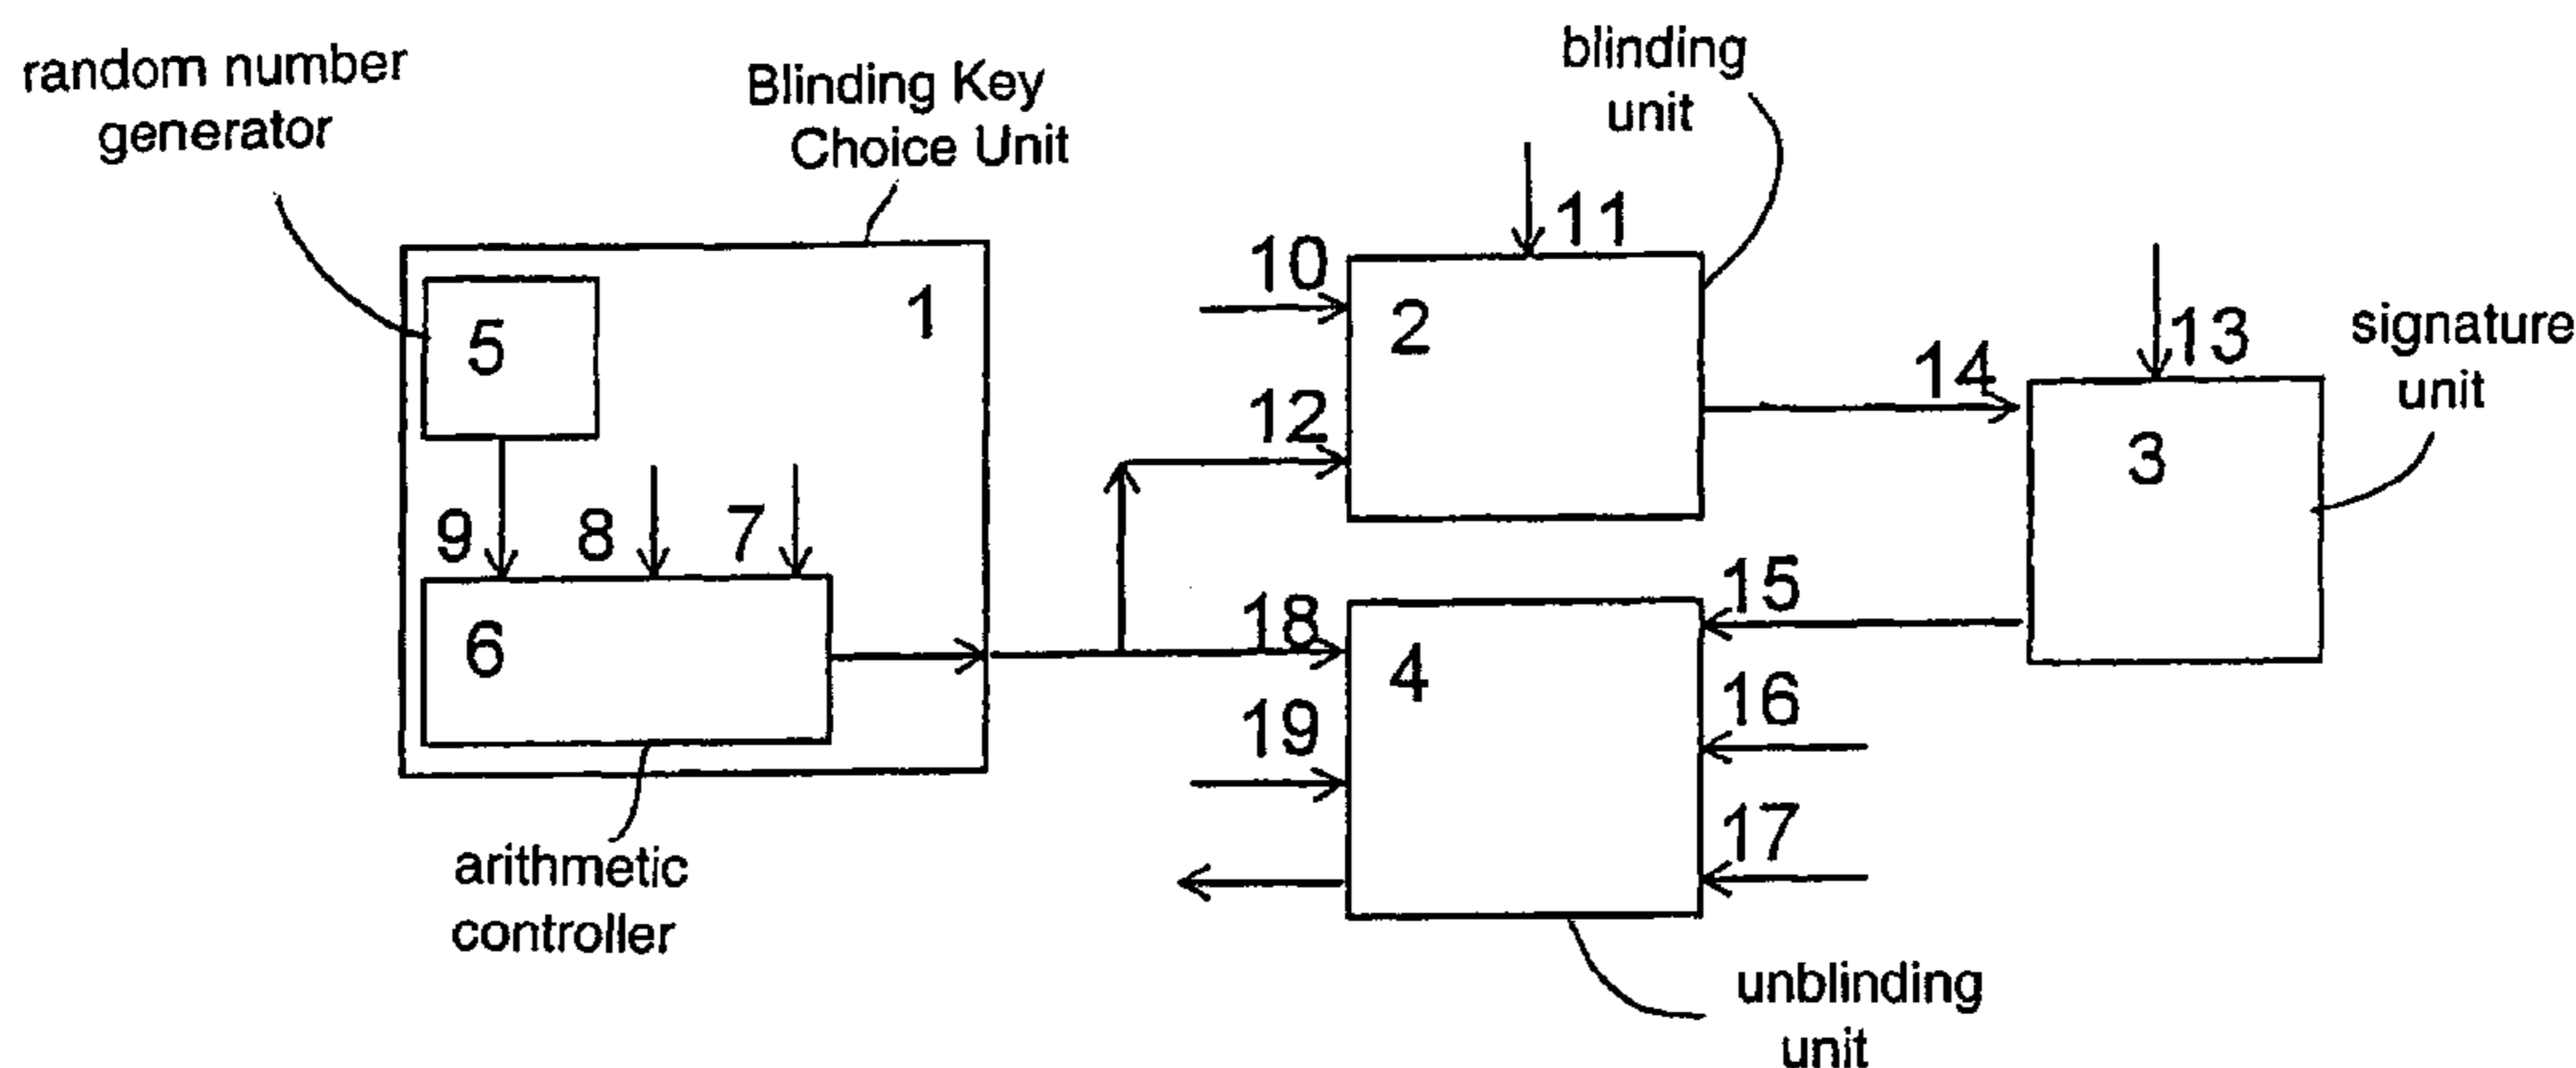 random number
generator
Blinding Key
Choice Unit
blinding
unit
signature
unit
1
5
9
8
7
6
10
11
12
2
14
13
3
18
19
4
15
16
17
arithmetic
controller
unblinding
unit